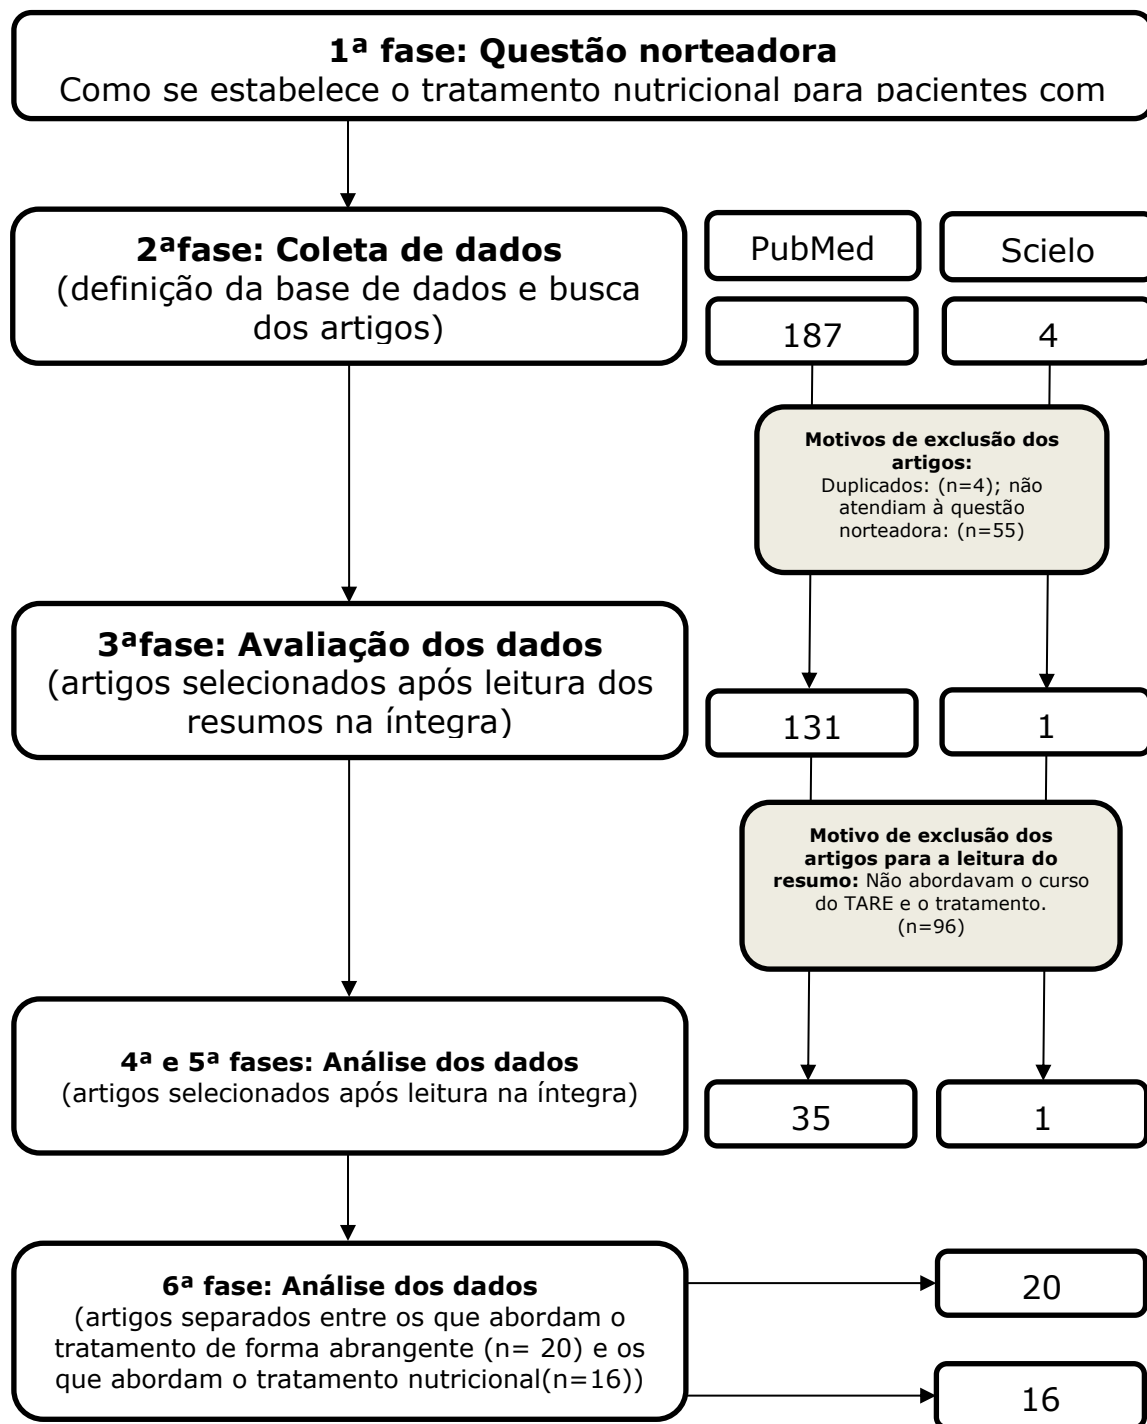 1ª fase: Questão norteadora
Como se estabelece o tratamento nutricional para pacientes com
2ªfase: Coleta de dados
(definição da base de dados e busca
dos artigos)
PubMed
Scielo
187
4
Motivos de exclusão dos
artigos:
Duplicados: (n=4); não
atendiam à questão
norteadora: (n=55)
3ªfase: Avaliação dos dados
(artigos selecionados após leitura dos
resumos na íntegra)
131
1
Motivo de exclusão dos
artigos para a leitura do
resumo: Não abordavam o curso
do TARE e o tratamento.
(n=96)
4ª e 5ª fases: Análise dos dados
(artigos selecionados após leitura na íntegra)
35
1
6ª fase: Análise dos dados
(artigos separados entre os que abordam o
tratamento de forma abrangente (n= 20) e os
que abordam o tratamento nutricional(n=16))
20
16